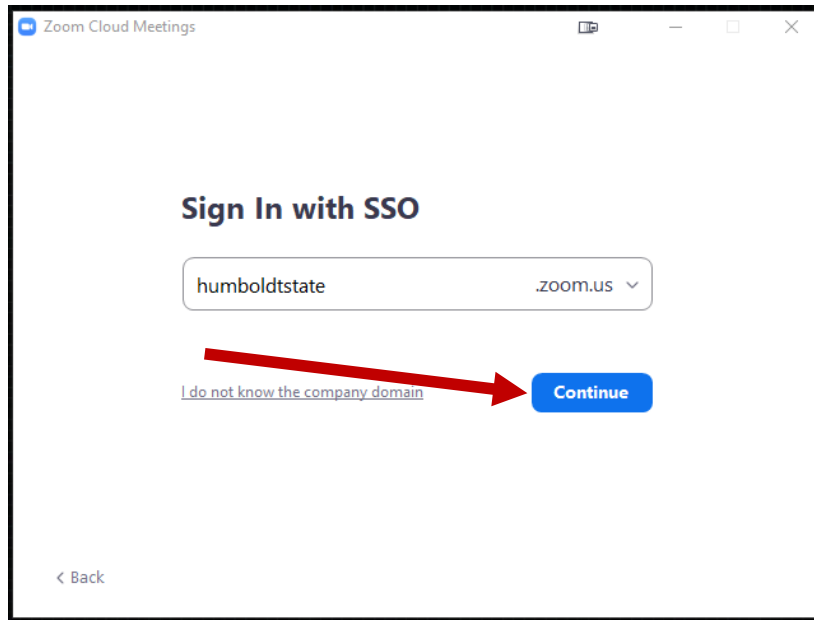 Zoom Cloud Meetings
Sign In with SSO
humboldtstate .zoom.us
I do not know the company domain Continue
Back